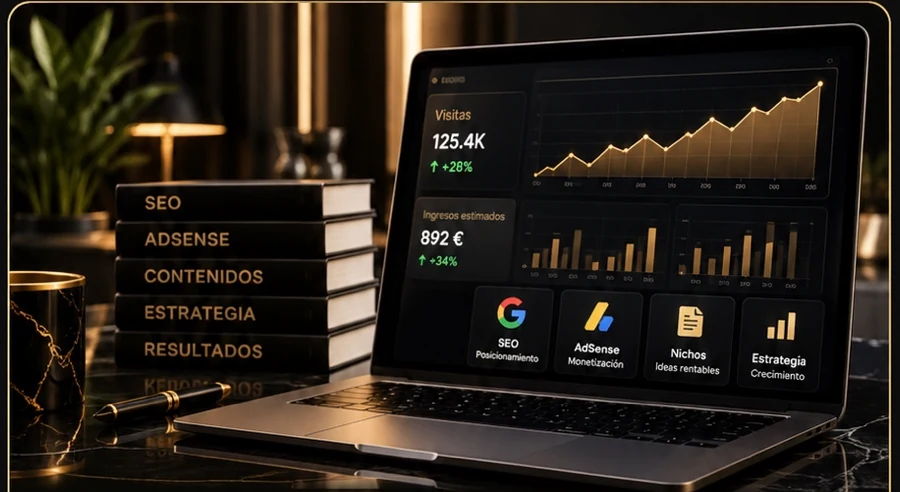 SEO
ADSENSE
CONTENIDOS
ESTRATEGIA
RESULTADOS
Visitas
125.4K
↑ +28%
Ingresos estimados
892 €
↑ +34%
SEO
Posicionamiento
AdSense
Monetización
Nichos
Ideas rentables
Estrategia
Crecimiento